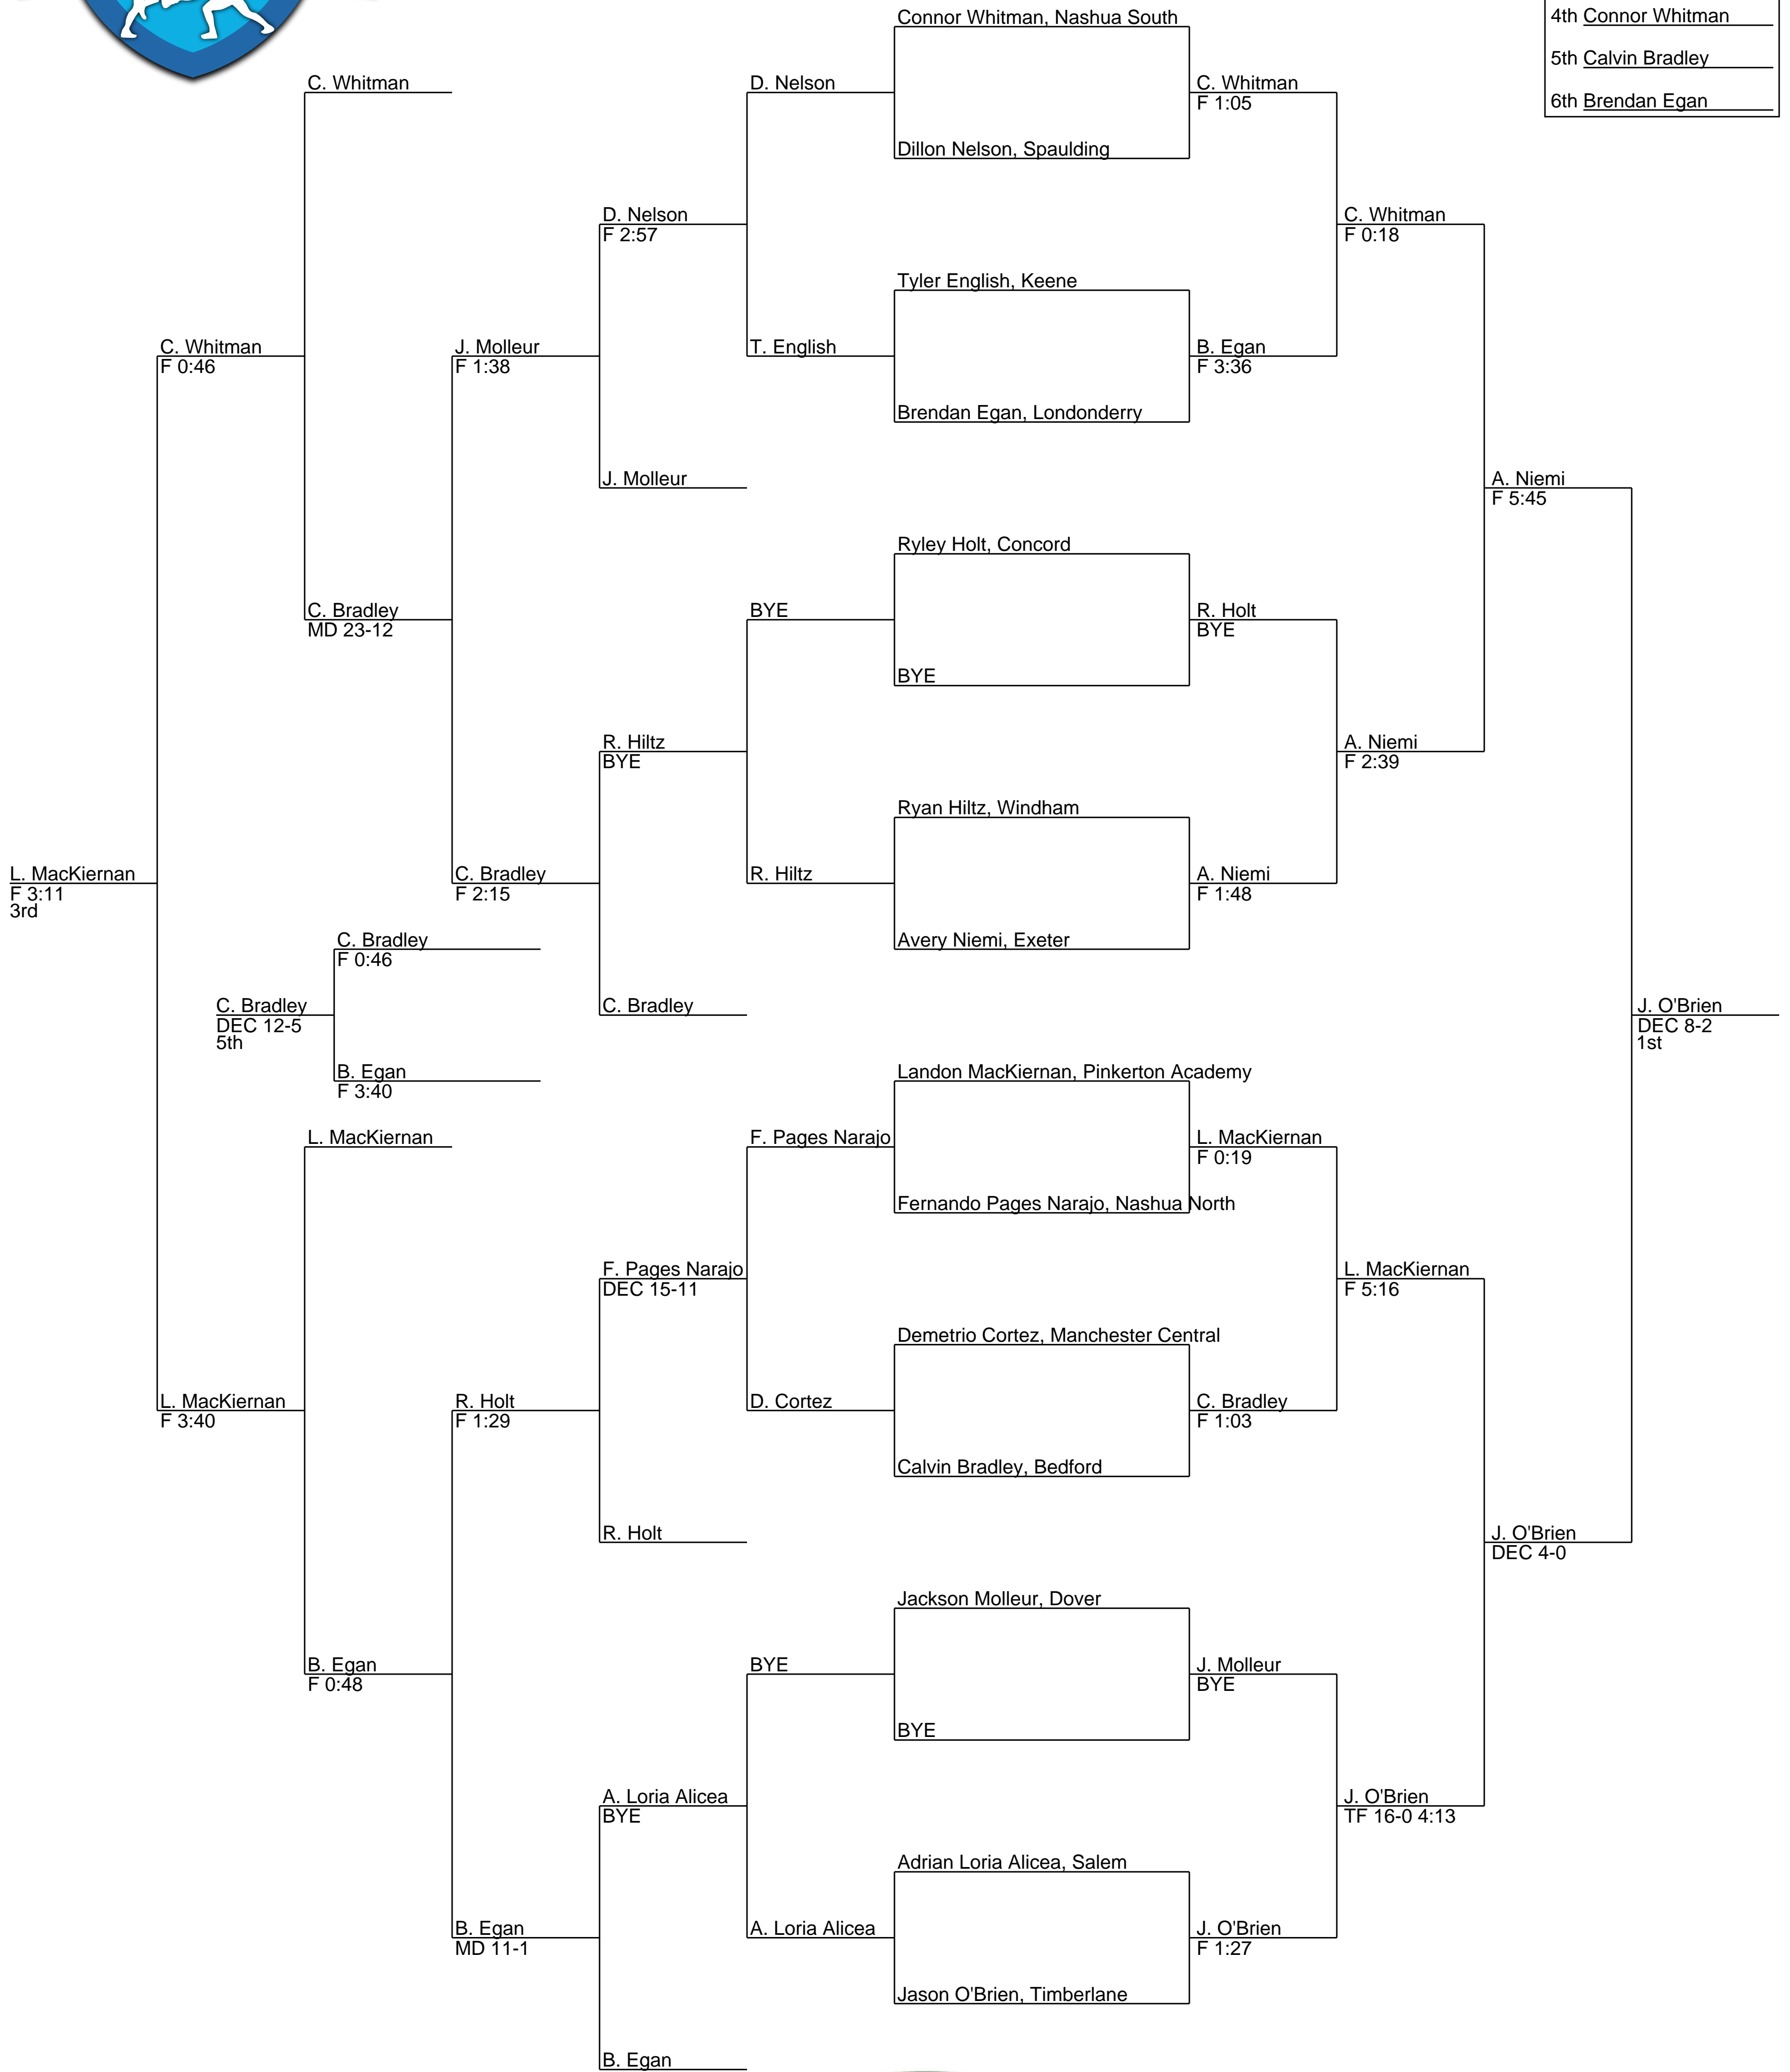 Connor Whitman, Nashua South
4th Connor Whitman
5th Calvin Bradley
6th Brendan Egan
C. Whitman
D. Nelson
C. Whitman
F 1:05
Dillon Nelson, Spaulding
D. Nelson
F 2:57
C. Whitman
F 0:18
Tyler English, Keene
C. Whitman
F 0:46
J. Molleur
F 1:38
T. English
B. Egan
F 3:36
Brendan Egan, Londonderry
J. Molleur
A. Niemi
F 5:45
Ryley Holt, Concord
C. Bradley
MD 23-12
BYE
R. Holt
BYE
BYE
R. Hiltz
BYE
A. Niemi
F 2:39
Ryan Hiltz, Windham
L. MacKiernan
F 3:11
3rd
C. Bradley
F 2:15
R. Hiltz
A. Niemi
F 1:48
C. Bradley
F 0:46
Avery Niemi, Exeter
C. Bradley
DEC 12-5
5th
C. Bradley
J. O'Brien
DEC 8-2
1st
B. Egan
F 3:40
Landon MacKiernan, Pinkerton Academy
L. MacKiernan
F. Pages Narajo
L. MacKiernan
F 0:19
Fernando Pages Narajo, Nashua North
F. Pages Narajo
DEC 15-11
L. MacKiernan
F 5:16
Demetrio Cortez, Manchester Central
L. MacKiernan
F 3:40
R. Holt
F 1:29
D. Cortez
C. Bradley
F 1:03
Calvin Bradley, Bedford
R. Holt
J. O'Brien
DEC 4-0
Jackson Molleur, Dover
B. Egan
F 0:48
BYE
J. Molleur
BYE
BYE
A. Loria Alicea
BYE
J. O'Brien
TF 16-0 4:13
Adrian Loria Alicea, Salem
B. Egan
MD 11-1
A. Loria Alicea
J. O'Brien
F 1:27
Jason O'Brien, Timberlane
B. Egan